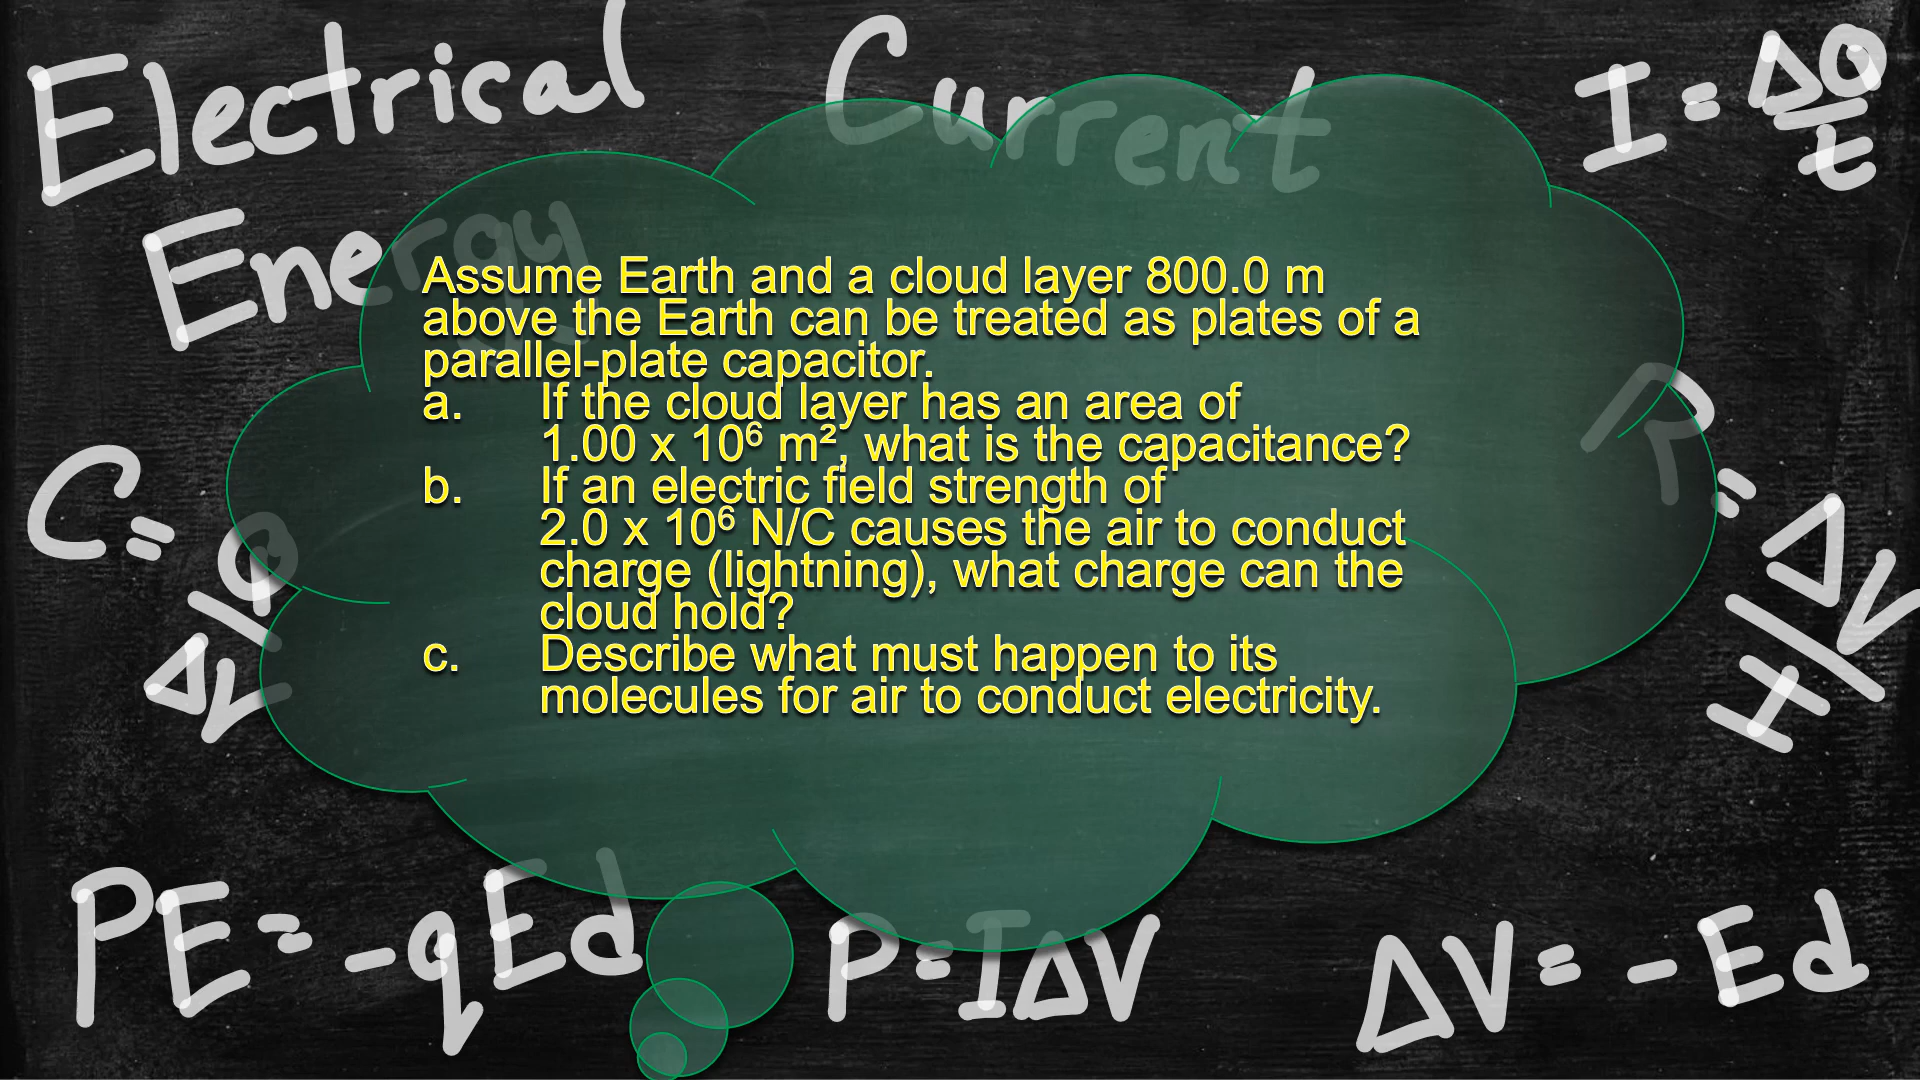 Electrical Current I = ΔQ/t
Energy
Assume Earth and a cloud layer 800.0 m
above the Earth can be treated as plates of a
parallel-plate capacitor.
a. If the cloud layer has an area of
1.00 x 10⁶ m², what is the capacitance?
b. If an electric field strength of
2.0 x 10⁶ N/C causes the air to conduct
charge (lightning), what charge can the
cloud hold?
c. Describe what must happen to its
molecules for air to conduct electricity.
C = Q/ΔV
R = ΔV/I
PE = -qEd
P = IΔV
ΔV = -Ed